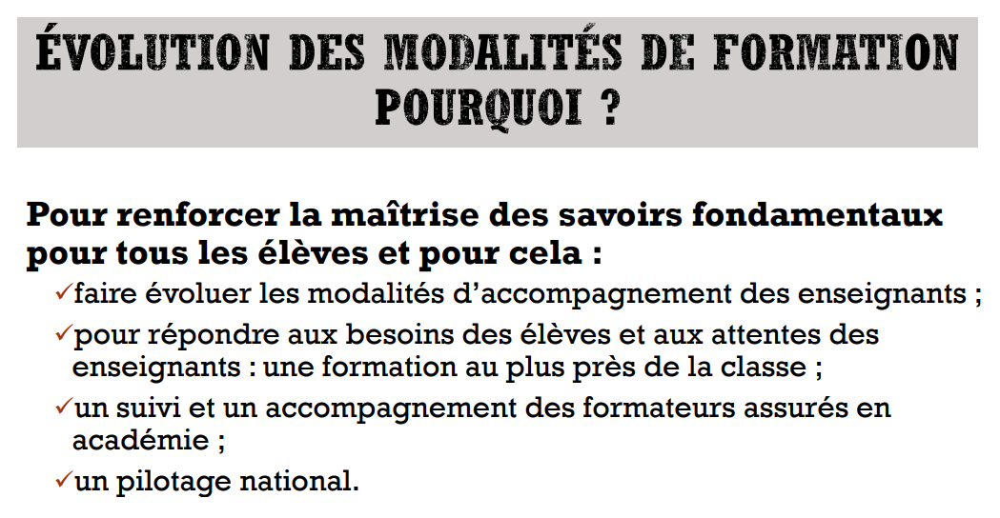 ÉVOLUTION DES MODALITÉS DE FORMATION
POURQUOI ?
Pour renforcer la maîtrise des savoirs fondamentaux
pour tous les élèves et pour cela :
✓faire évoluer les modalités d’accompagnement des enseignants ;
✓pour répondre aux besoins des élèves et aux attentes des
enseignants : une formation au plus près de la classe ;
✓un suivi et un accompagnement des formateurs assurés en
académie ;
✓un pilotage national.